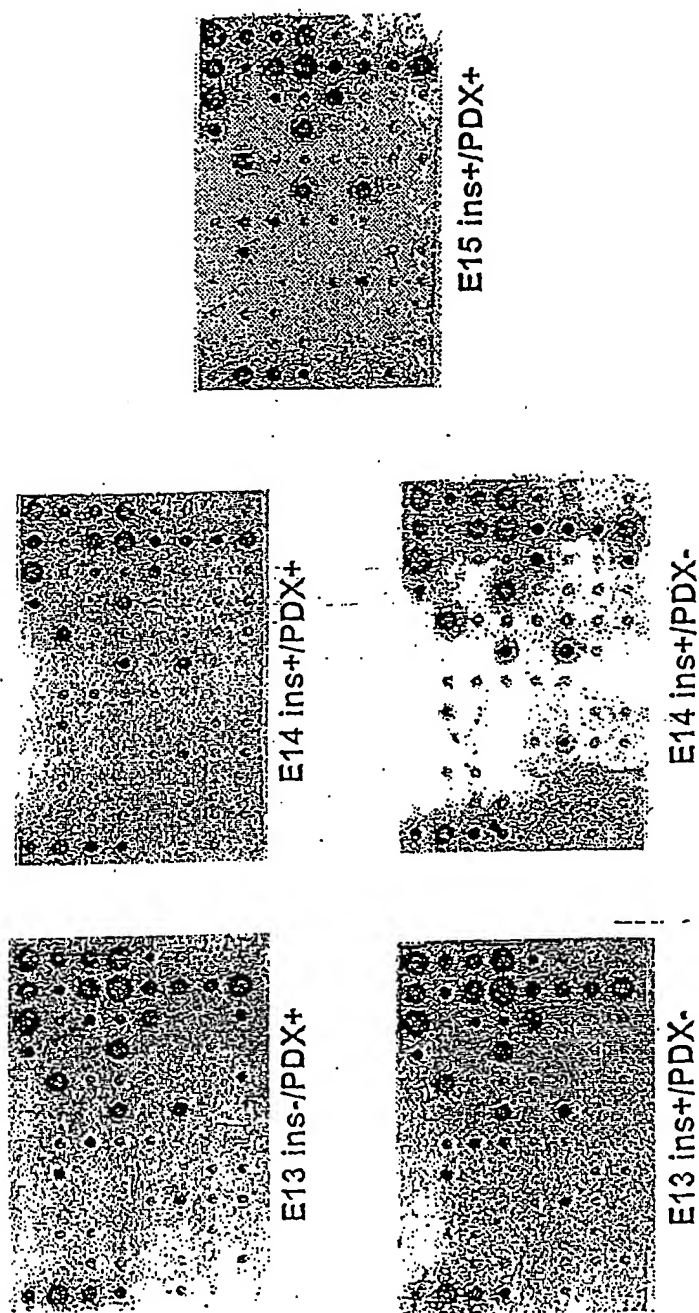 E13 ins-/PDX+
E14 ins+/PDX+
E15 ins+/PDX+
E13 ins+/PDX-
E14 ins+/PDX-